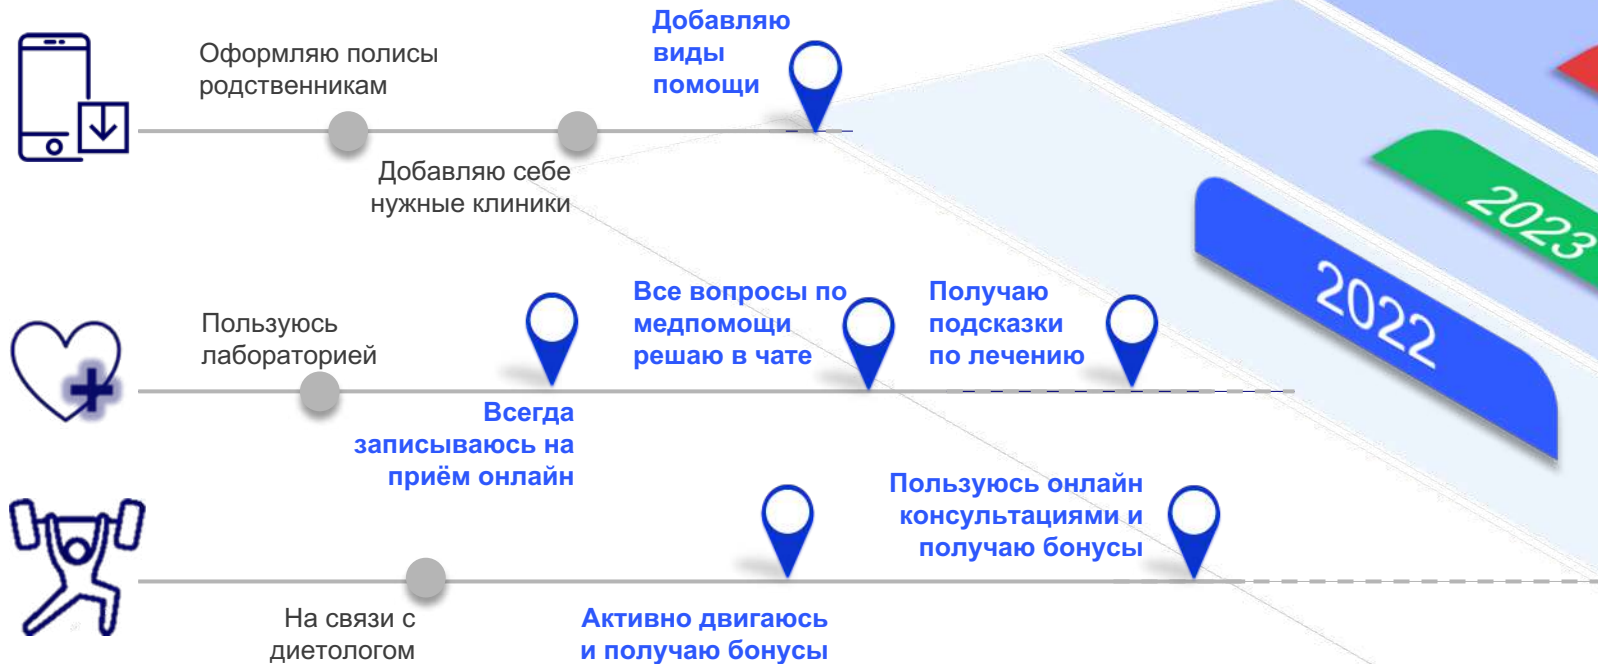 Добавляю
виды
помощи
Оформляю полисы
родственникам
Добавляю себе
нужные клиники
2023
2022
Все вопросы по
медпомощи
решаю в чате
Получаю
подсказки
по лечению
Пользуюсь
лабораторией
Всегда
записываюсь на
приём онлайн
Пользуюсь онлайн
консультациями и
получаю бонусы
На связи с
диетологом
Активно двигаюсь
и получаю бонусы